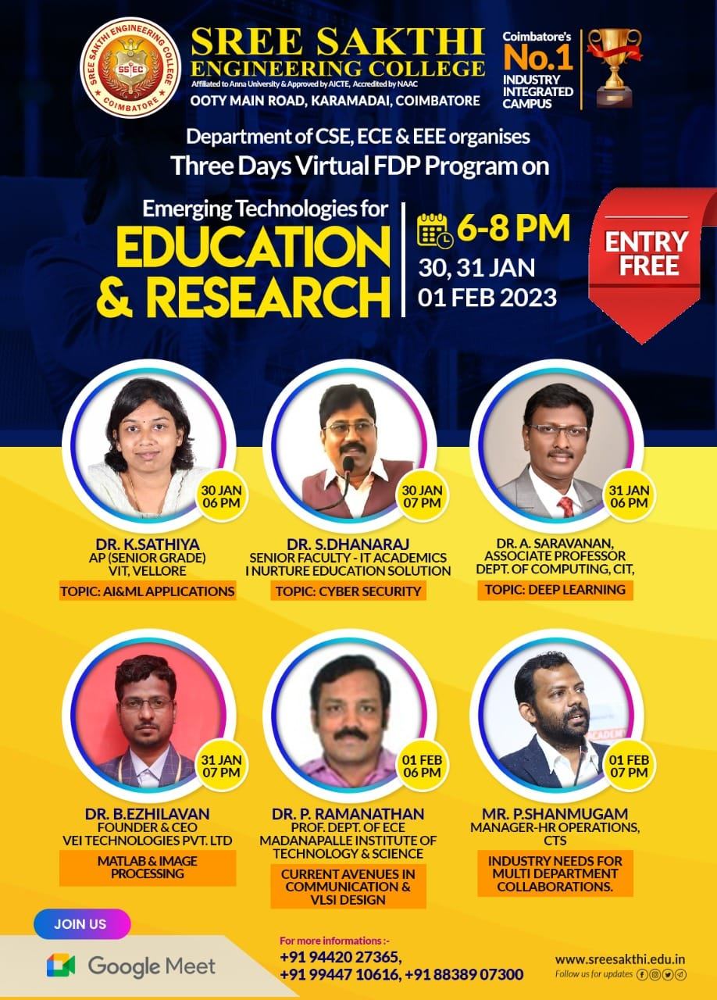 SREE SAKTHI ENGINEERING COLLEGE
SS EC
★ COIMBATORE ★
SREE SAKTHI
ENGINEERING COLLEGE
Affiliated to Anna University & Approved by AICTE, Accredited by NAAC
OOTY MAIN ROAD, KARAMADAI, COIMBATORE
Coimbatore's
No.1
INDUSTRY
INTEGRATED
CAMPUS
Department of CSE, ECE & EEE organises
Three Days Virtual FDP Program on
Emerging Technologies for
EDUCATION
& RESEARCH
6-8 PM
30, 31 JAN
01 FEB 2023
ENTRY
FREE
30 JAN
06 PM
DR. K.SATHIYA
AP (SENIOR GRADE)
VIT, VELLORE
TOPIC: AI&ML APPLICATIONS
30 JAN
07 PM
DR. S.DHANARAJ
SENIOR FACULTY - IT ACADEMICS
I NURTURE EDUCATION SOLUTION
TOPIC: CYBER SECURITY
31 JAN
06 PM
DR. A. SARAVANAN,
ASSOCIATE PROFESSOR
DEPT. OF COMPUTING, CIT,
TOPIC: DEEP LEARNING
31 JAN
07 PM
DR. B.EZHILAVAN
FOUNDER & CEO
VEI TECHNOLOGIES PVT. LTD
MATLAB & IMAGE
PROCESSING
01 FEB
06 PM
DR. P. RAMANATHAN
PROF. DEPT. OF ECE
MADANAPALLE INSTITUTE OF
TECHNOLOGY & SCIENCE
CURRENT AVENUES IN
COMMUNICATION &
VLSI DESIGN
ACADEMY
01 FEB
07 PM
MR. P.SHANMUGAM
MANAGER-HR OPERATIONS,
CTS
INDUSTRY NEEDS FOR
MULTI DEPARTMENT
COLLABORATIONS.
JOIN US
Google Meet
For more informations :-
+91 94420 27365,
+91 99447 10616, +91 88389 07300
www.sreesakthi.edu.in
Follow us for updates